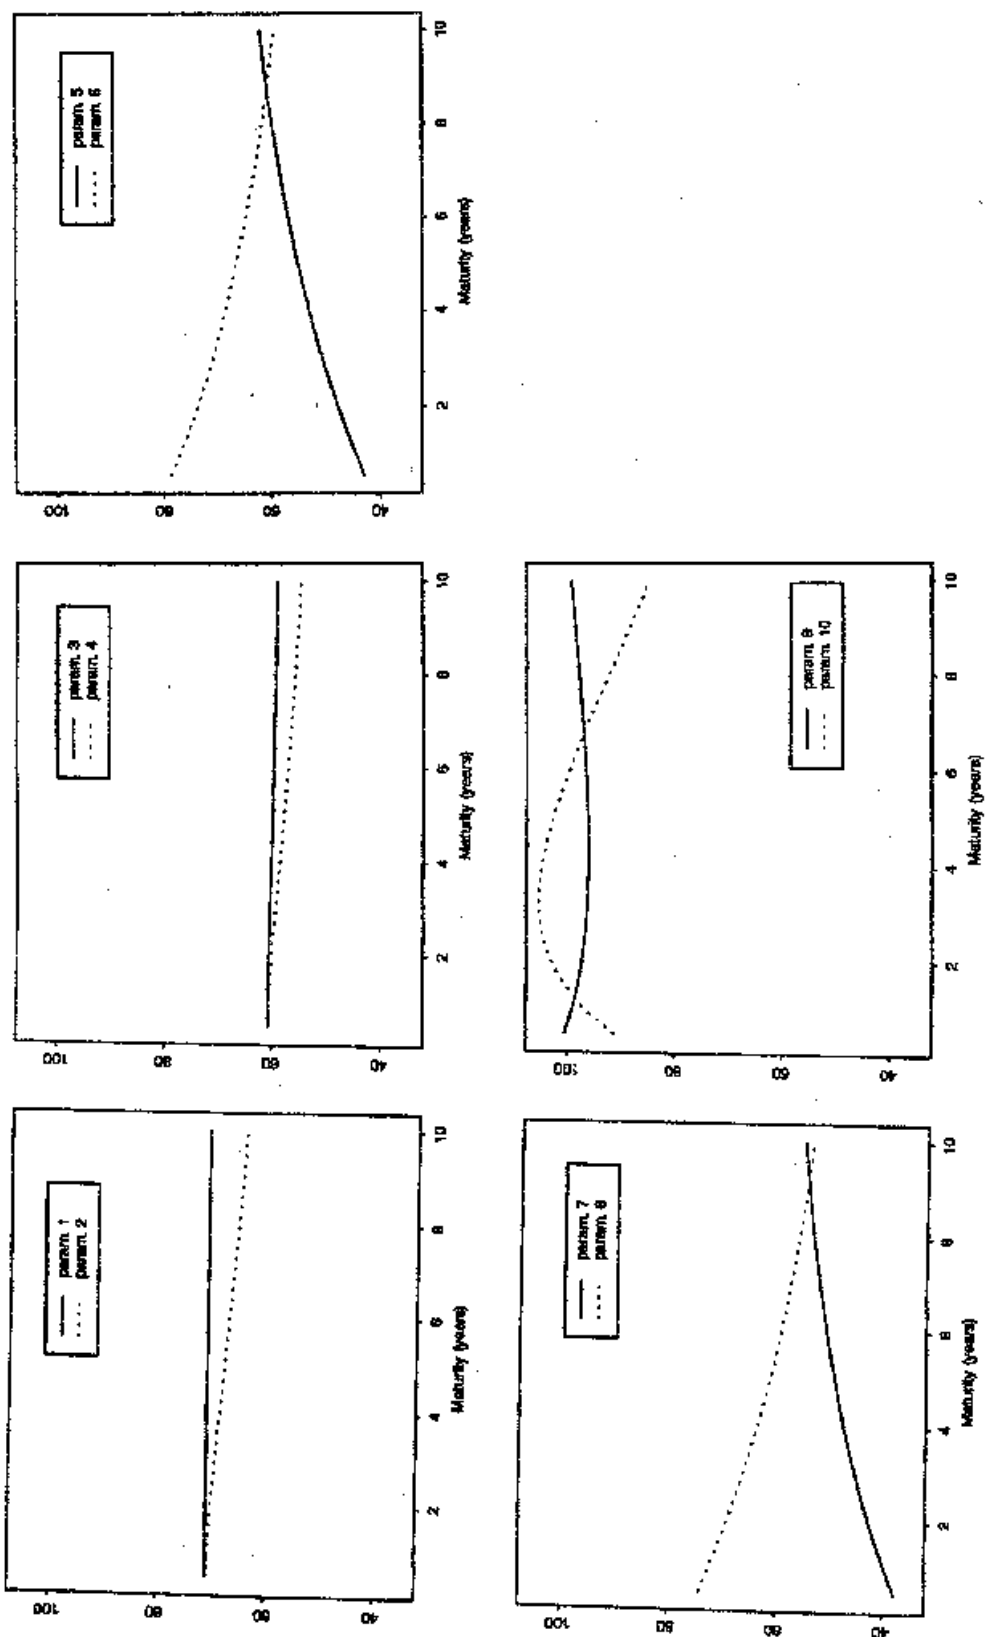 100
80
60
40
param. 1
param. 2
2 4 6 8 10
Maturity (years)
100
80
60
40
param. 3
param. 4
2 4 6 8 10
Maturity (years)
100
80
60
40
param. 5
param. 6
2 4 6 8 10
Maturity (years)
100
80
60
40
param. 7
param. 8
2 4 6 8 10
Maturity (years)
100
80
60
40
param. 9
param. 10
2 4 6 8 10
Maturity (years)